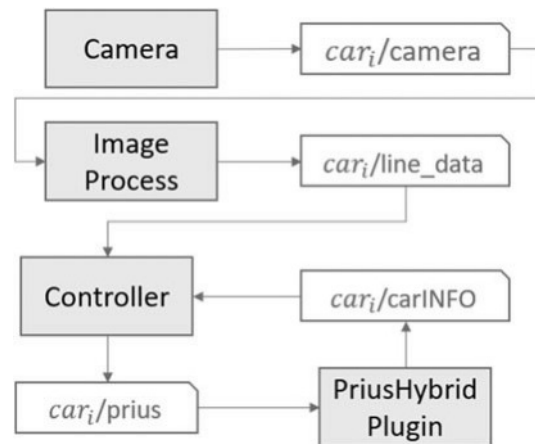 Camera
car_i/camera
Image
Process
car_i/line_data
Controller
car_i/carINFO
car_i/prius
PriusHybrid
Plugin